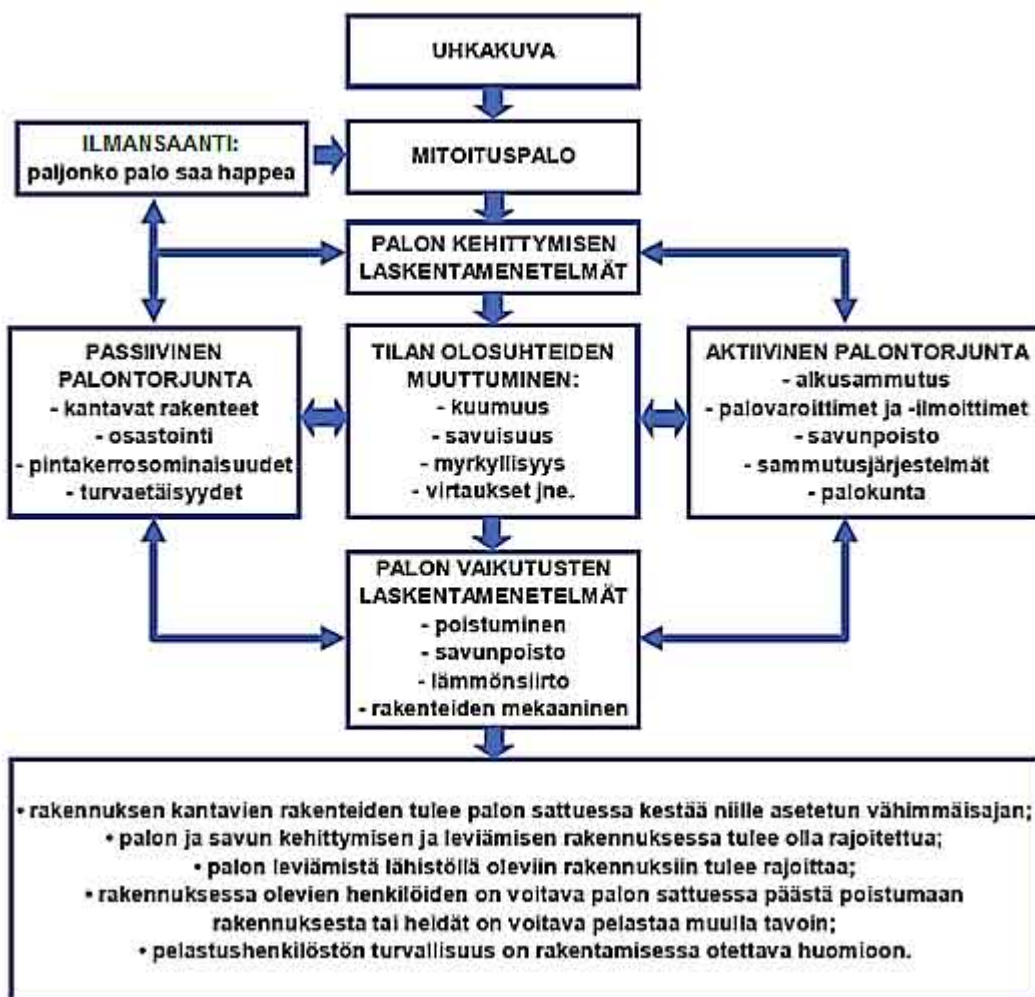 UHKAKUVA
ILMANSAANTI:
paljonko palo saa happea
MITOITUSPALO
PALON KEHITTYMISEN
LASKENTAMENETELMÄT
PASSIIVINEN
PALONTORJUNTA
- kantavat rakenteet
- osastointi
- pintakerrosominaisuudet
- turvaetäisyydet
TILAN OLOSUHTEIDEN
MUUTTUMINEN:
- kuumuus
- savuisuus
- myrkyllisyys
- virtaukset jne.
AKTIIVINEN PALONTORJUNTA
- alkusammutus
- palovaroittimet ja -ilmoittimet
- savunpoisto
- sammutusjärjestelmät
- palokunta
PALON VAIKUTUSTEN
LASKENTAMENETELMÄT
- poistuminen
- savunpoisto
- lämmönsiirto
- rakenteiden mekaaninen
• rakennuksen kantavien rakenteiden tulee palon sattuessa kestää niille asetetun vähimmäisajan;
• palon ja savun kehittymisen ja leviämisen rakennuksessa tulee olla rajoitettua;
• palon leviämistä lähistöllä oleviin rakennuksiin tulee rajoittaa;
• rakennuksessa olevien henkilöiden on voitava palon sattuessa päästä poistumaan
rakennuksesta tai heidät on voitava pelastaa muulla tavoin;
• pelastushenkilöstön turvallisuus on rakentamisessa otettava huomioon.